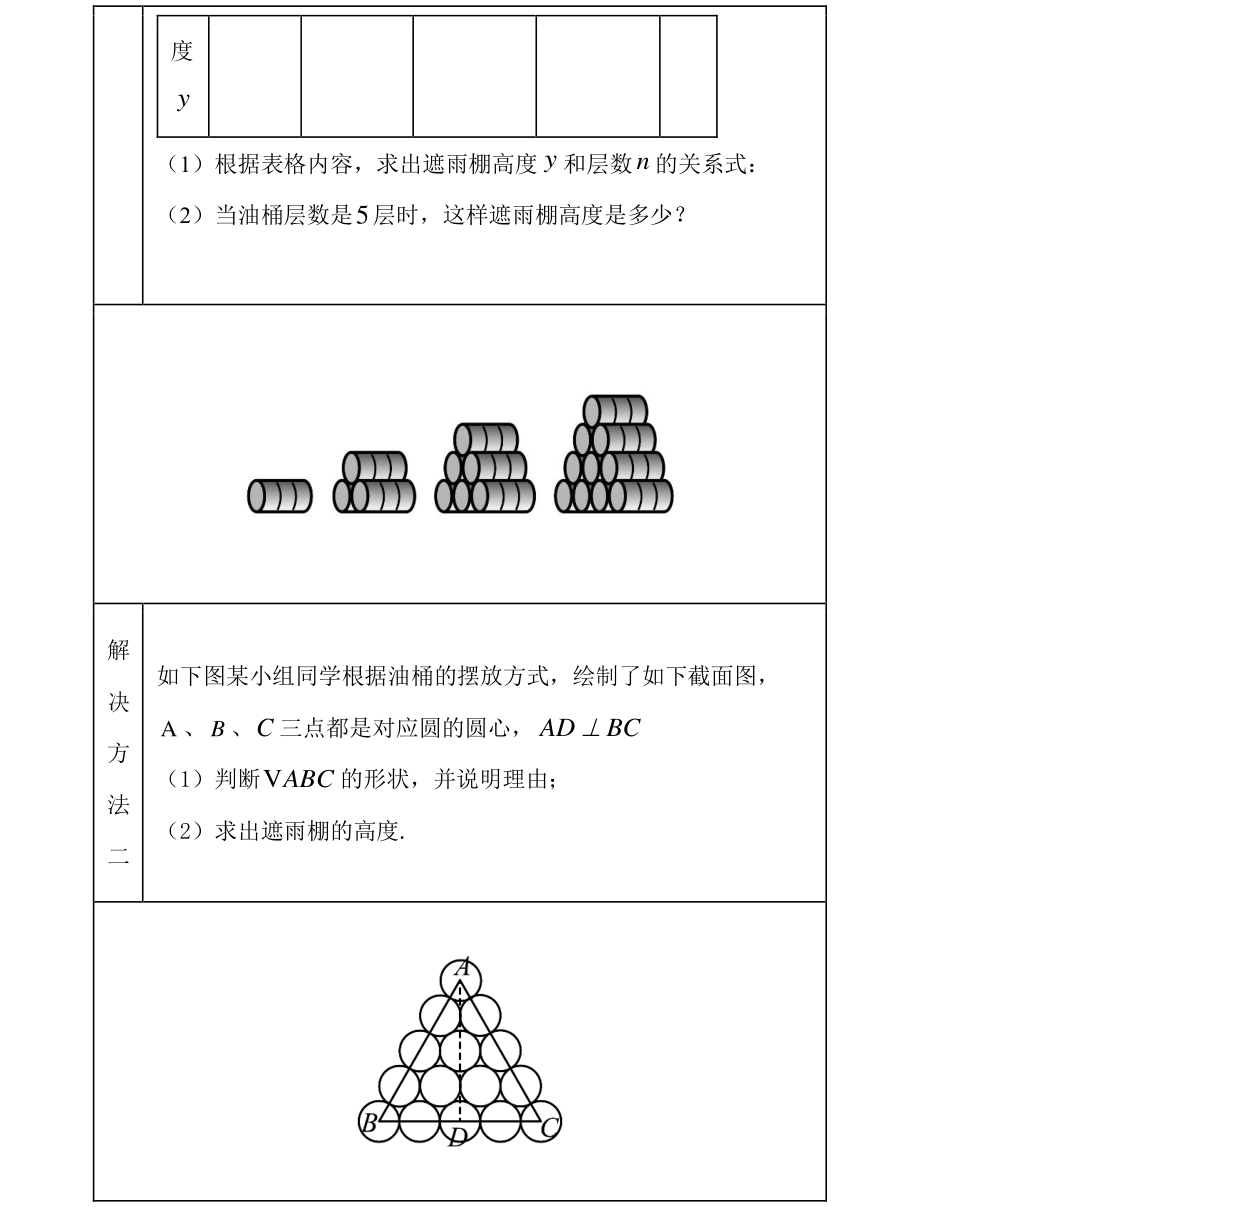 度
y
（1）根据表格内容，求出遮雨棚高度 y 和层数 n 的关系式：
（2）当油桶层数是5层时，这样遮雨棚高度是多少？
解
决
方
法
二
如下图某小组同学根据油桶的摆放方式，绘制了如下截面图，
A、B、C三点都是对应圆的圆心，AD⊥BC
（1）判断VABC的形状，并说明理由；
（2）求出遮雨棚的高度.
A
B
D
C